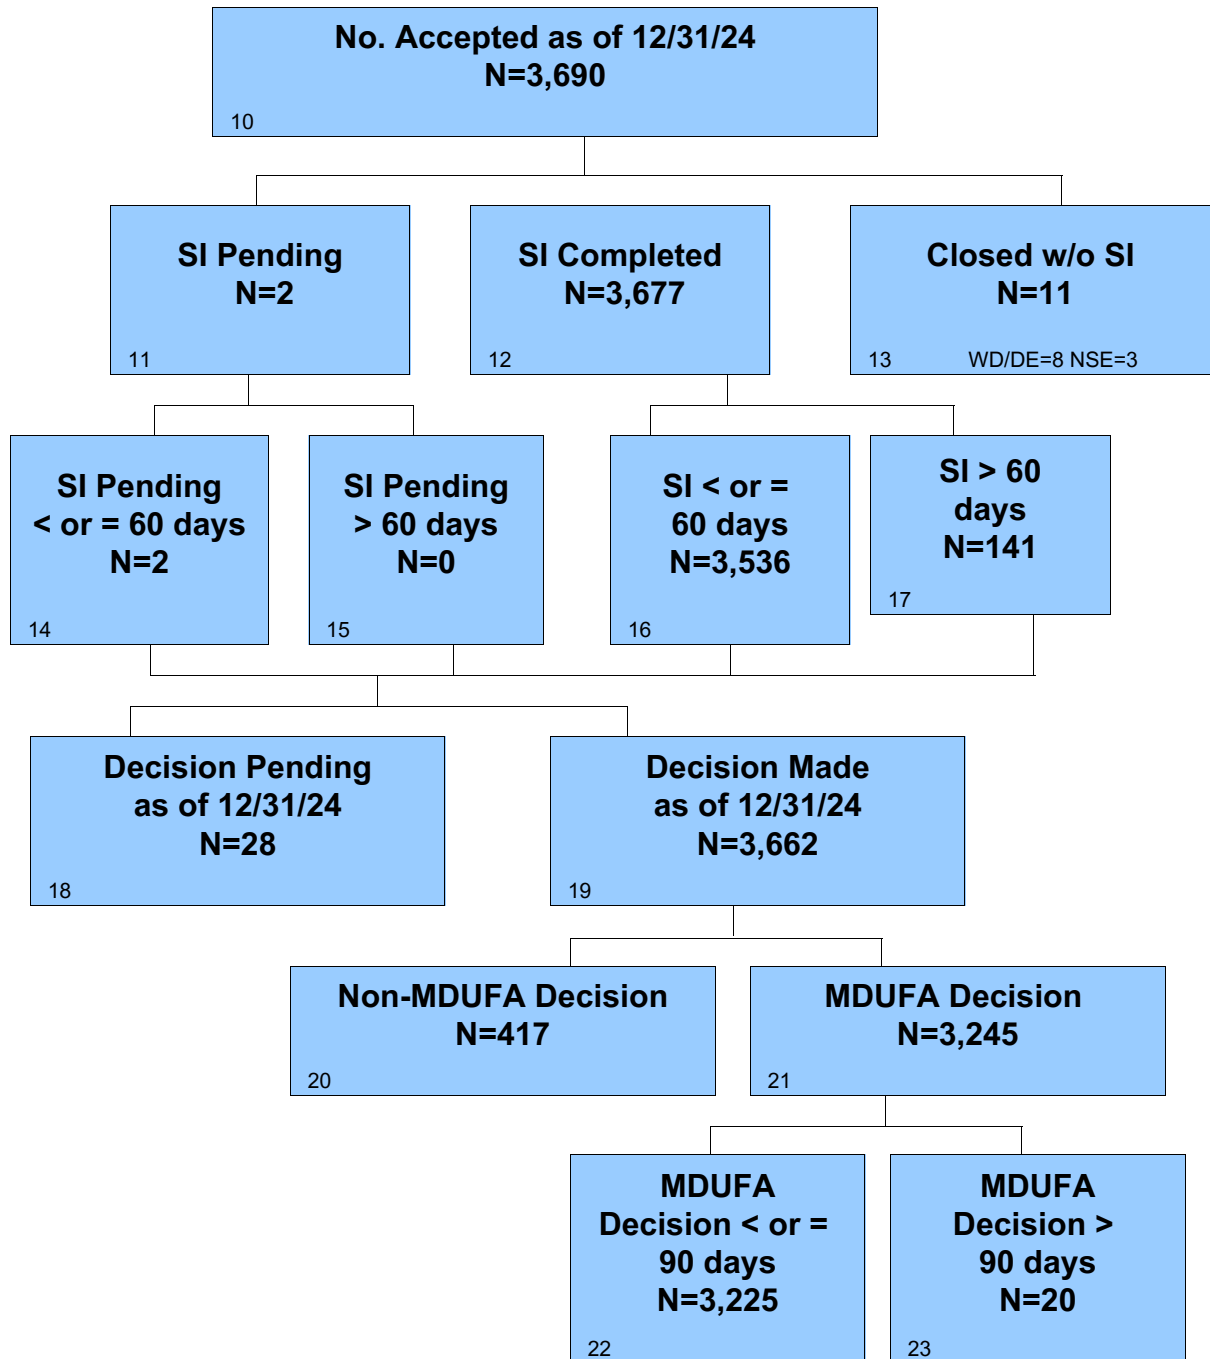 No. Accepted as of 12/31/24
N=3,690
10
SI Pending
N=2
11
SI Completed
N=3,677
12
Closed w/o SI
N=11
13 WD/DE=8 NSE=3
SI Pending
< or = 60 days
N=2
14
SI Pending
> 60 days
N=0
15
SI < or =
60 days
N=3,536
16
SI > 60
days
N=141
17
Decision Pending
as of 12/31/24
N=28
18
Decision Made
as of 12/31/24
N=3,662
19
Non-MDUFA Decision
N=417
20
MDUFA Decision
N=3,245
21
MDUFA
Decision < or =
90 days
N=3,225
22
MDUFA
Decision >
90 days
N=20
23